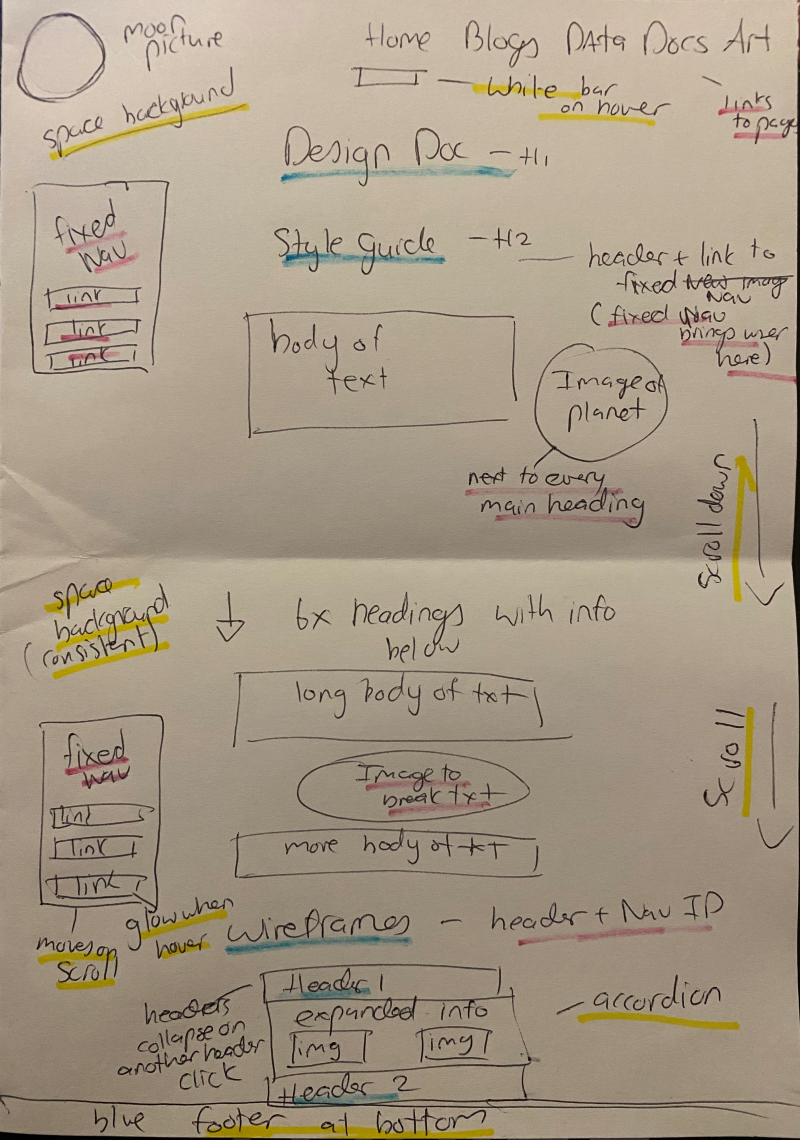 moon
picture
Home Blogs DAta Docs Art
White bar
on hover
links
to page
space background
Design Doc - H1
fixed
Nav
link
link
link
Style guide - H2
header + link to
fixed
Nav
(fixed Nav
brings user
here)
body of
text
Image of
planet
next to every
main heading
Scroll down
space
background
(consistent)
6x headings with info
below
long body of txt
Scroll
fixed
nav
link
link
link
Image to
break txt
more body of txt
glow when
hover
moves on
Scroll
Wireframes - header + Nav ID
Header 1
headers
collapse on
another header
click
expanded info
img img
accordion
Header 2
blue footer at bottom